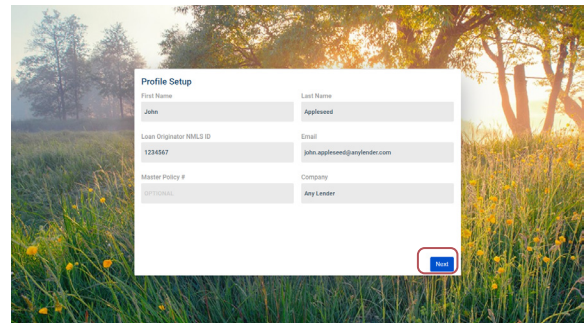 Profile Setup
First Name Last Name
John Appleseed
Loan Originator NMLS ID Email
1234567 john.appleseed@anylender.com
Master Policy # Company
OPTIONAL Any Lender
Next